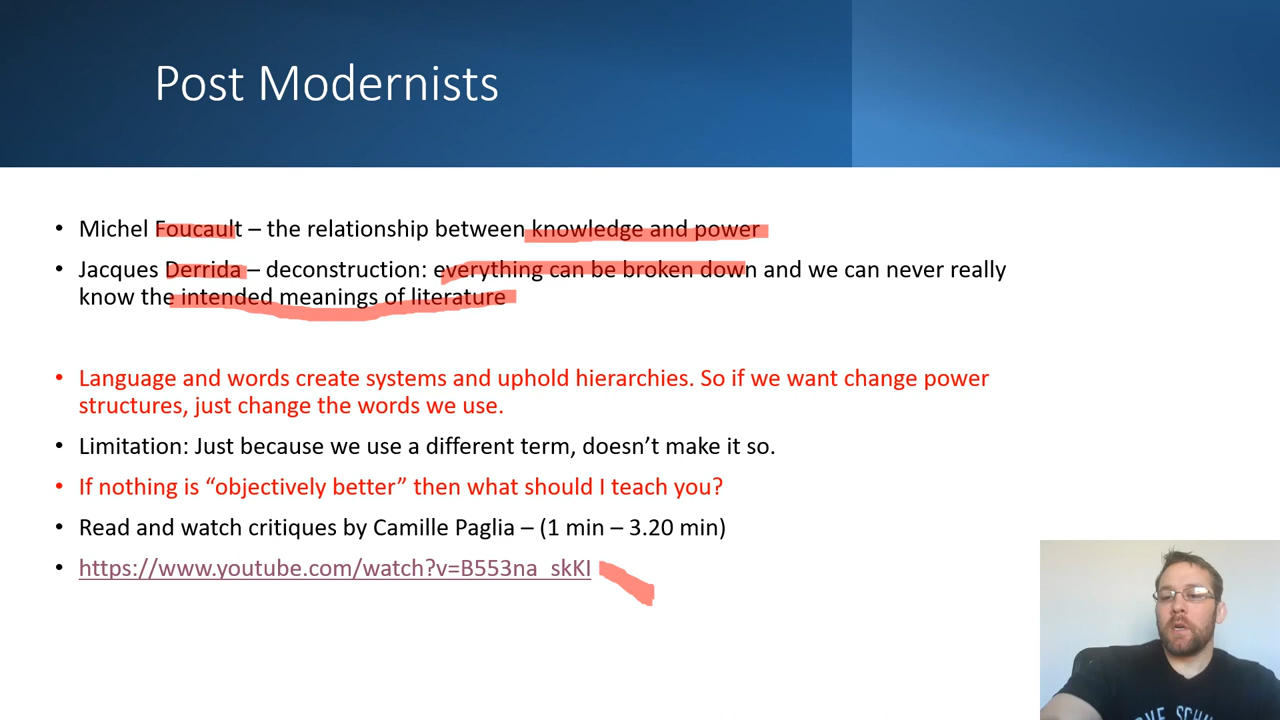 Post Modernists
• Michel Foucault – the relationship between knowledge and power
• Jacques Derrida – deconstruction: everything can be broken down and we can never really
know the intended meanings of literature
• Language and words create systems and uphold hierarchies. So if we want change power
structures, just change the words we use.
• Limitation: Just because we use a different term, doesn’t make it so.
• If nothing is “objectively better” then what should I teach you?
• Read and watch critiques by Camille Paglia – (1 min – 3.20 min)
• https://www.youtube.com/watch?v=B553na_skKI